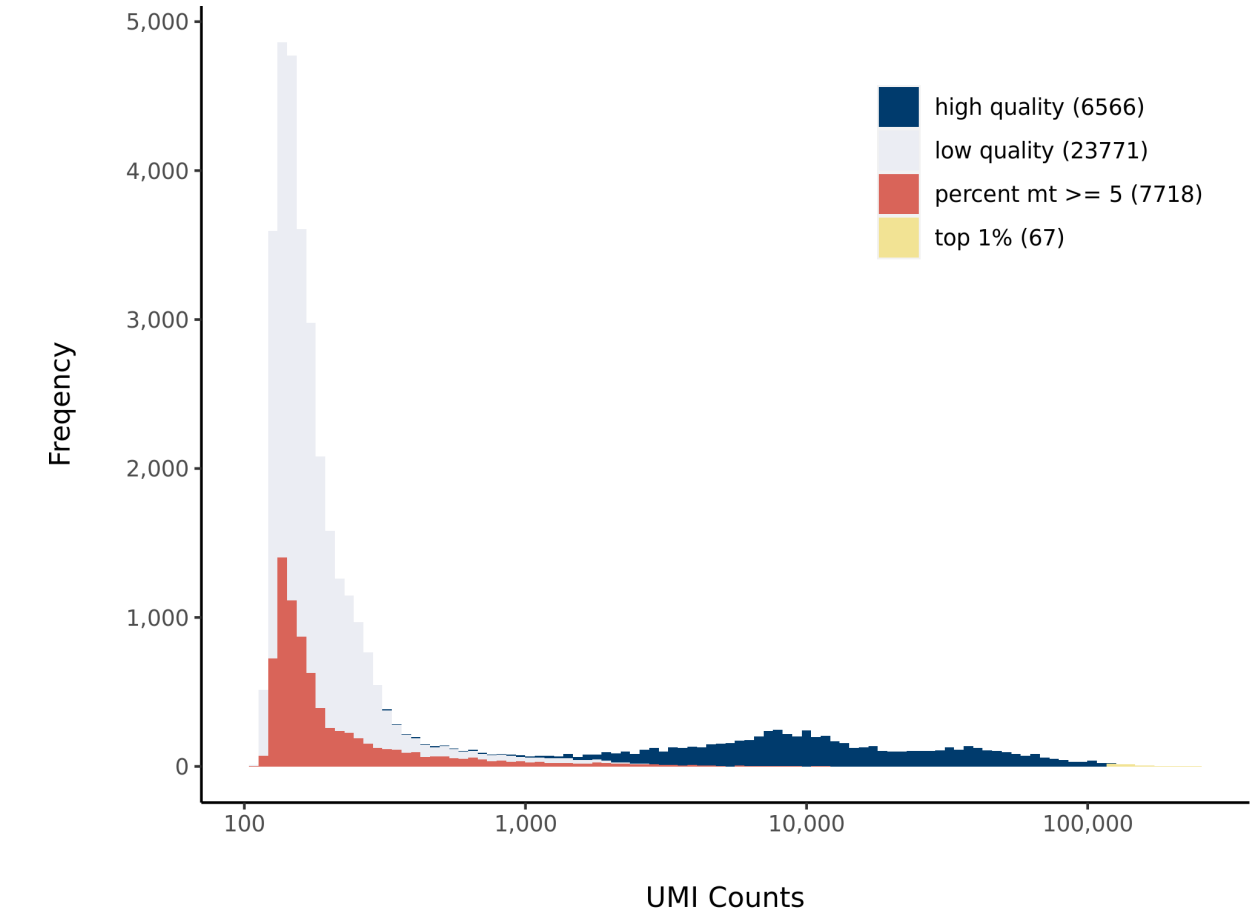 5,000
4,000
3,000
2,000
1,000
0
Freqency
high quality (6566)
low quality (23771)
percent mt >= 5 (7718)
top 1% (67)
100
1,000
10,000
100,000
UMI Counts